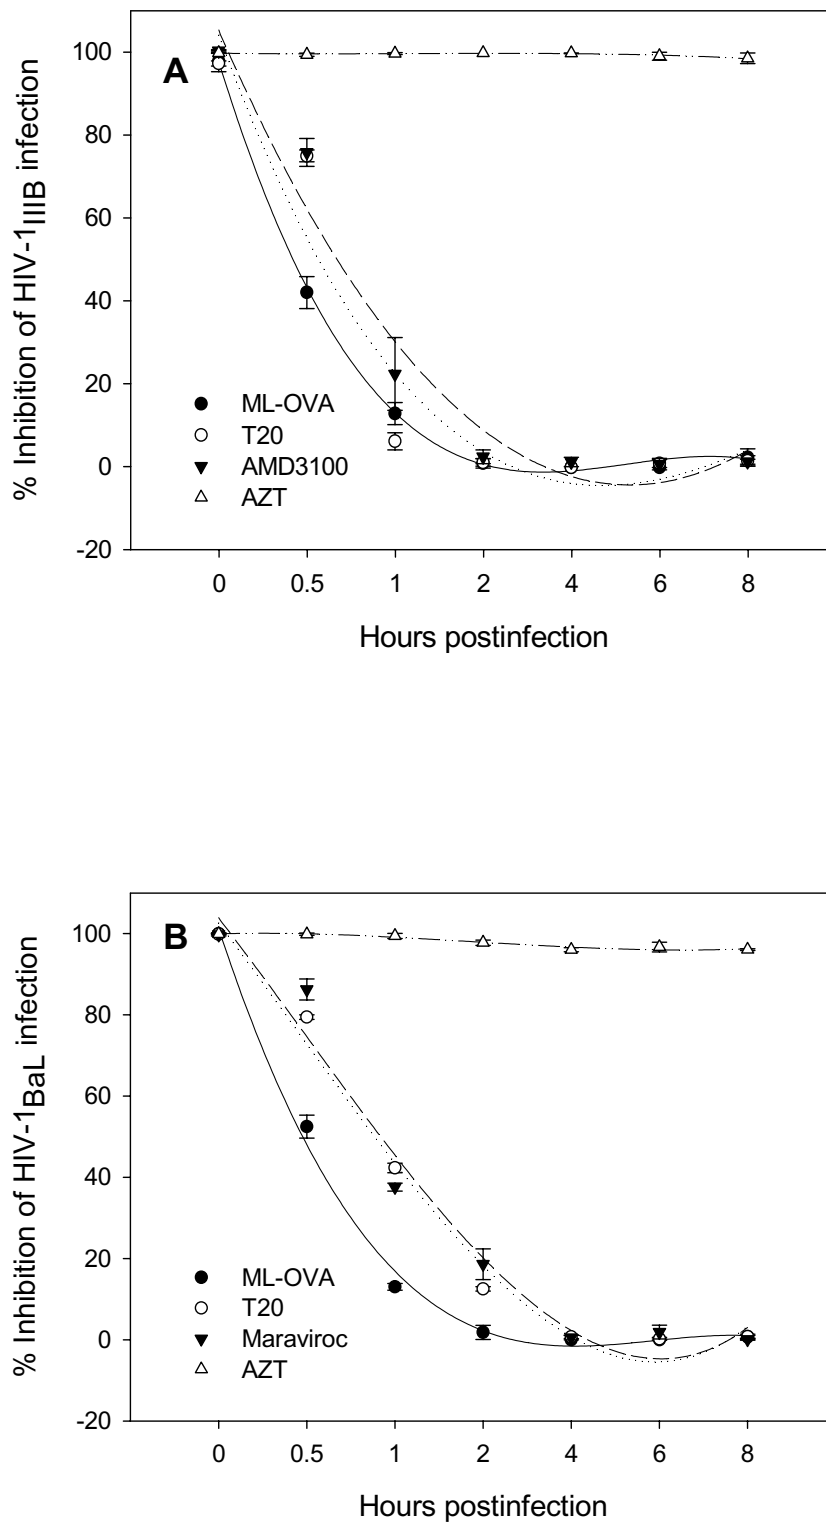 A
% Inhibition of HIV-1IIIB infection
100
80
60
40
20
0
-20
ML-OVA
T20
AMD3100
AZT
0 0.5 1 2 4 6 8
Hours postinfection
B
% Inhibition of HIV-1BaL infection
100
80
60
40
20
0
-20
ML-OVA
T20
Maraviroc
AZT
0 0.5 1 2 4 6 8
Hours postinfection